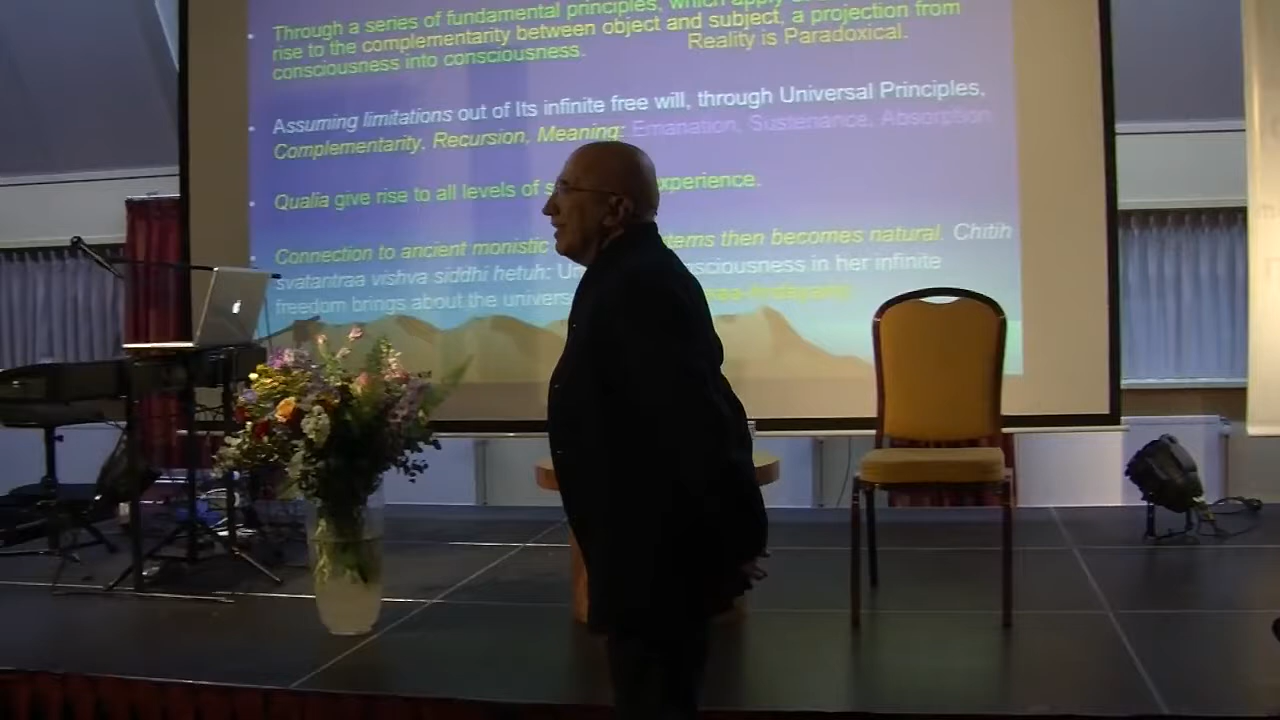 Through a series of fundamental principles, which apply
rise to the complementarity between object and subject, a projection from
consciousness into consciousness. Reality is Paradoxical.
Assuming limitations out of Its infinite free will, through Universal Principles,
Complementarity, Recursion, Meaning: Emanation, Sustenance, Absorption
Qualia give rise to all levels of experience.
Connection to ancient monistic then becomes natural. Chitih
svatantraa vishva siddhi hetuh: in her infinite
freedom brings about the